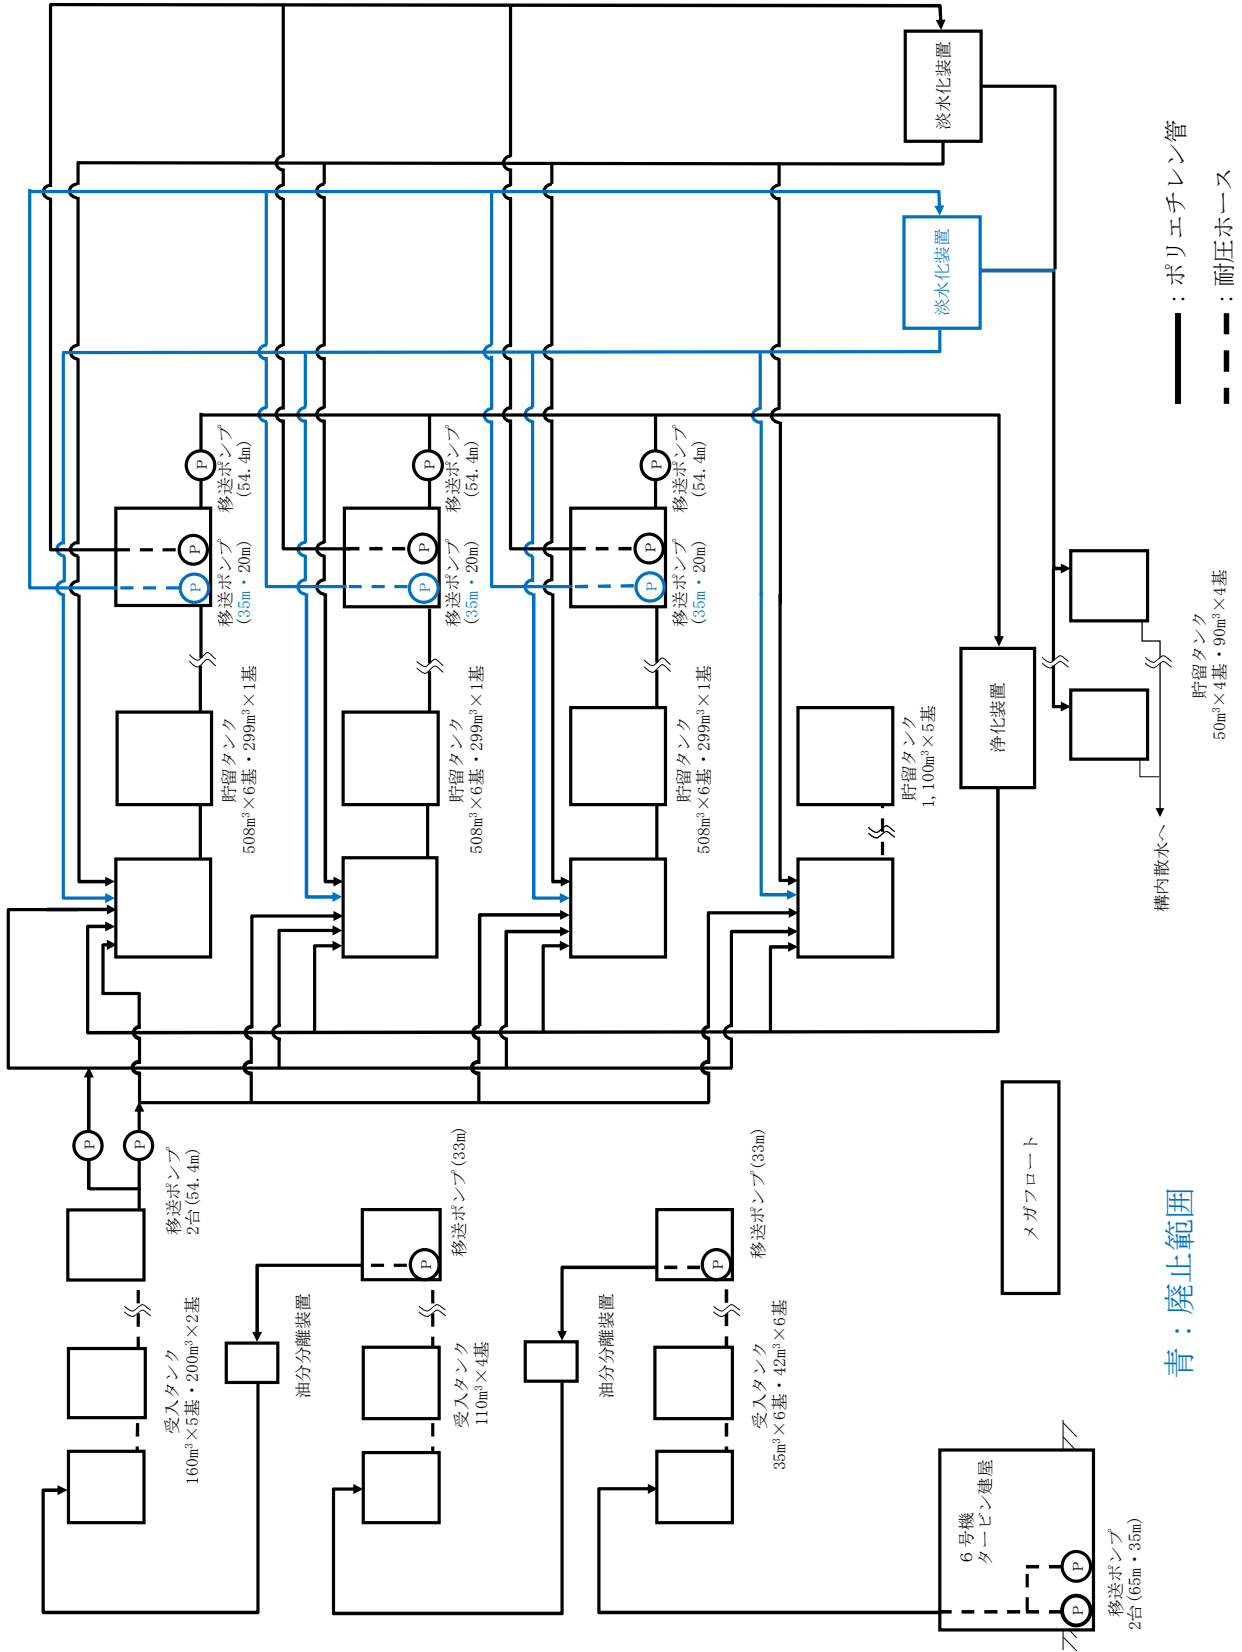 P
P
受入タンク
160m³×5基・200m³×2基
移送ポンプ
2台(54.4m)
貯留タンク
508m³×6基・299m³×1基
P
P
P
移送ポンプ
(35m・20m)
移送ポンプ
(54.4m)
油分分離装置
P
受入タンク
110m³×4基
移送ポンプ(33m)
貯留タンク
508m³×6基・299m³×1基
P
P
P
移送ポンプ
(35m・20m)
移送ポンプ
(54.4m)
油分分離装置
P
受入タンク
35m³×6基・42m³×6基
移送ポンプ(33m)
貯留タンク
508m³×6基・299m³×1基
P
P
P
移送ポンプ
(35m・20m)
移送ポンプ
(54.4m)
貯留タンク
1,100m³×5基
淡水化装置
淡水化装置
浄化装置
6号機
タービン建屋
P
P
移送ポンプ
2台(65m・35m)
メガフロート
構内散水へ
貯留タンク
50m³×4基・90m³×4基
青：廃止範囲
：ポリエチレン管
：耐圧ホース